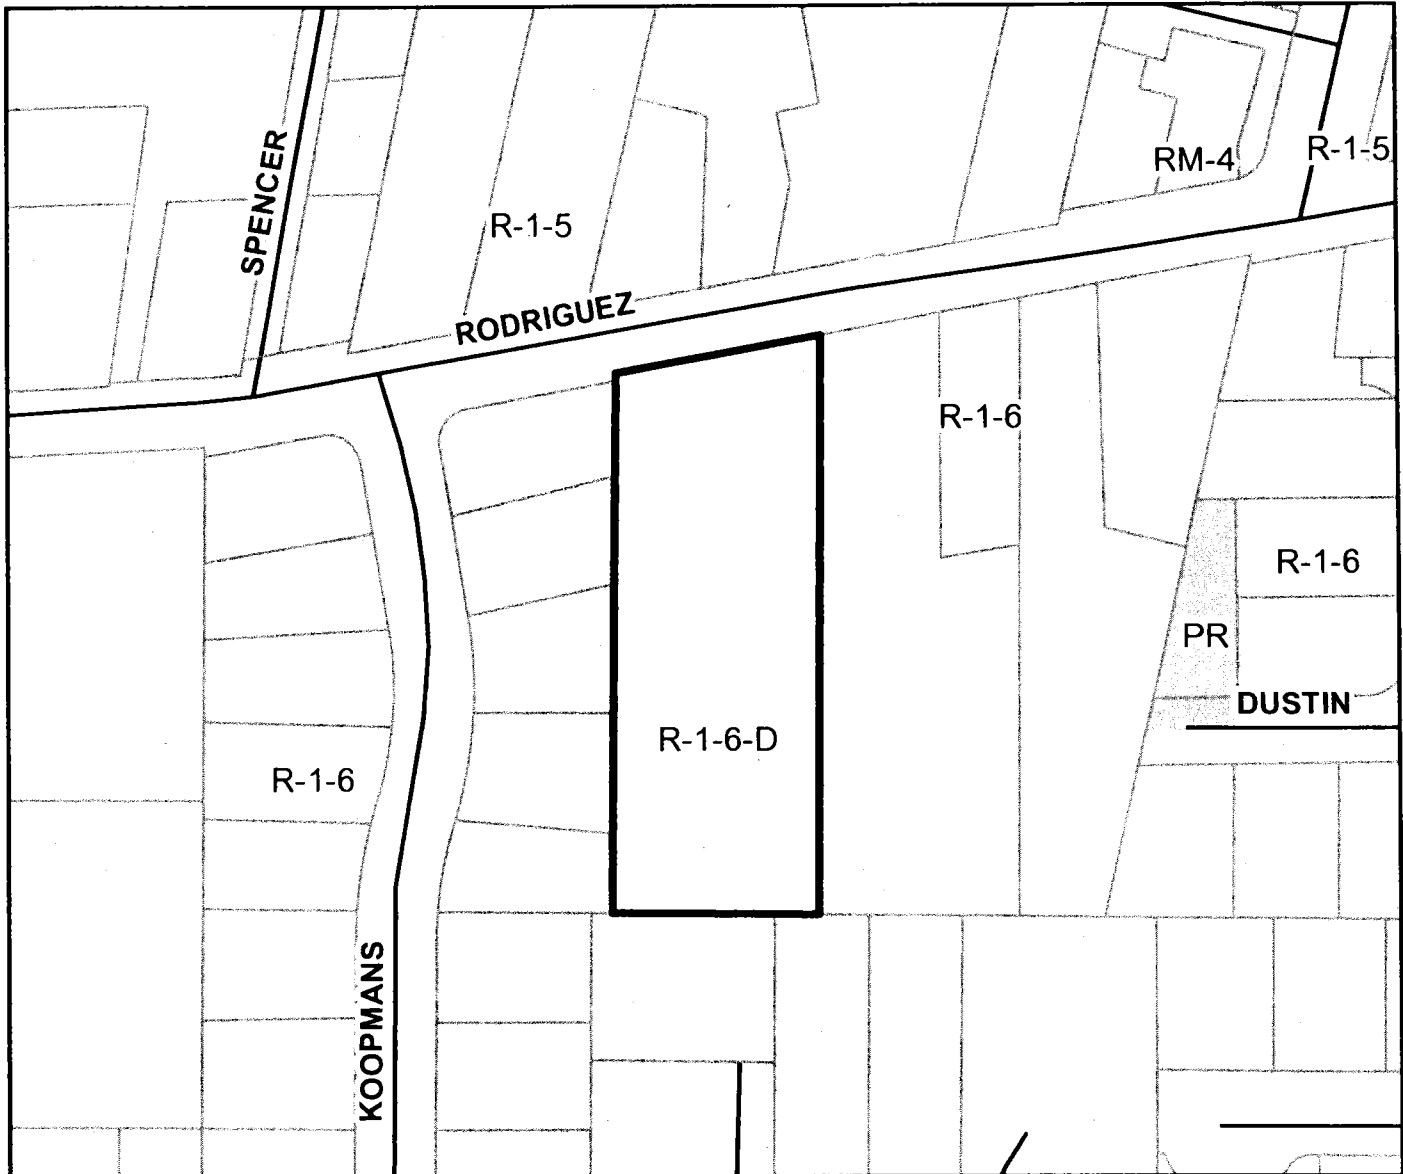 RM-4
R-1-5
SPENCER
R-1-5
RODRIGUEZ
R-1-6
R-1-6
PR
DUSTIN
R-1-6-D
R-1-6
KOOPMANS